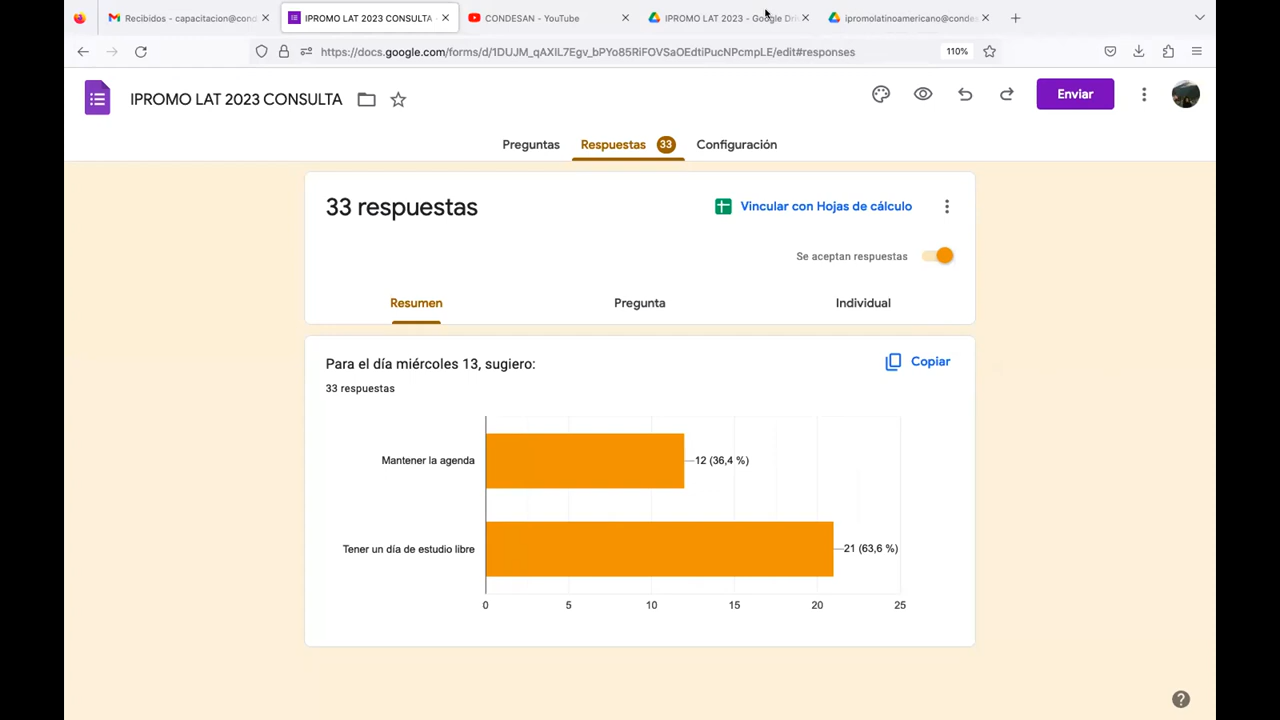 Recibidos - capacitacion@cond
IPROMO LAT 2023 CONSULTA
CONDESAN - YouTube
IPROMO LAT 2023 - Google Dri
ipromolatinoamericano@conde
https://docs.google.com/forms/d/1DUJM_qAXIL7Egv_bPYo85RiFOVSaOEdtiPucNPcmpLE/edit#responses
110%
IPROMO LAT 2023 CONSULTA
Enviar
Preguntas
Respuestas 33
Configuración
33 respuestas
Vincular con Hojas de cálculo
Se aceptan respuestas
Resumen
Pregunta
Individual
Para el día miércoles 13, sugiero:
Copiar
33 respuestas
Mantener la agenda
12 (36,4 %)
Tener un día de estudio libre
21 (63,6 %)
0 5 10 15 20 25